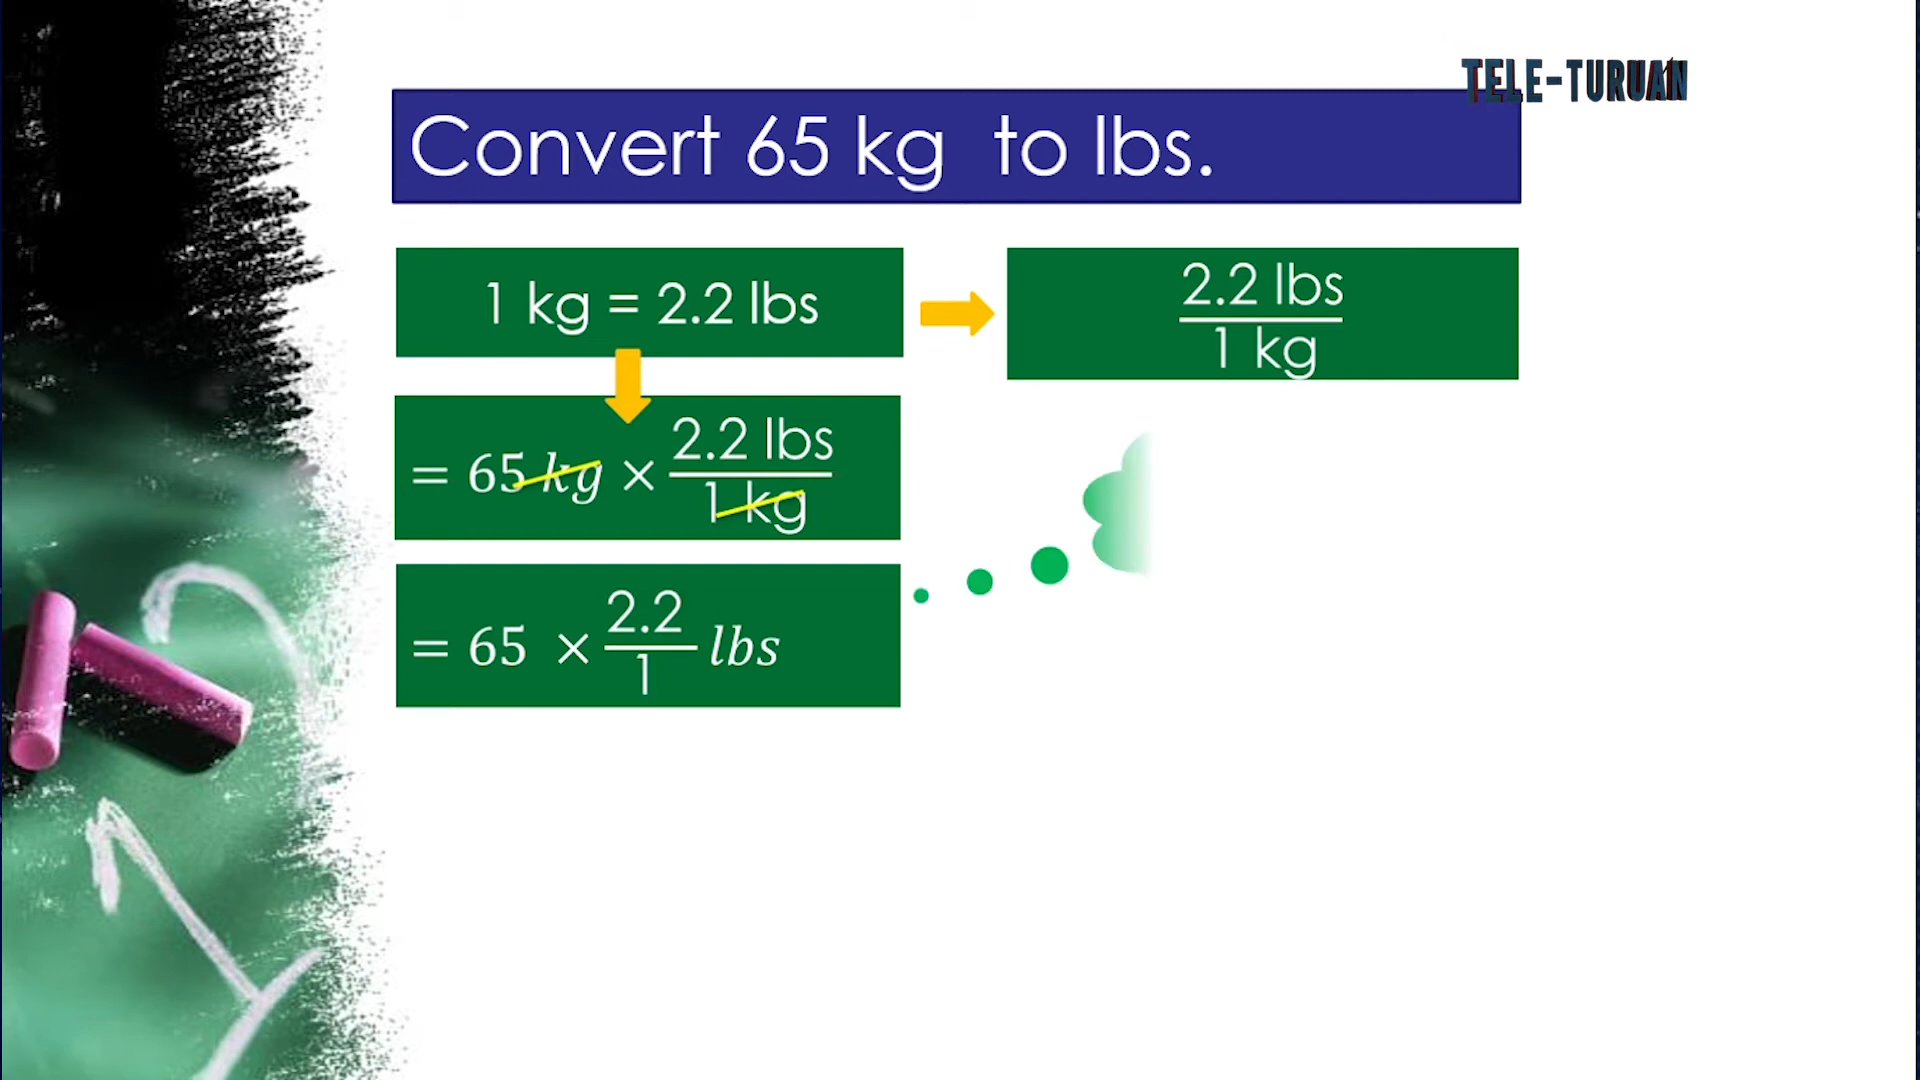 TELE-TURUAN
Convert 65 kg to lbs.
1 kg = 2.2 lbs
2.2 lbs
1 kg
= 65 kg × 2.2 lbs
1 kg
= 65 × 2.2 lbs
1